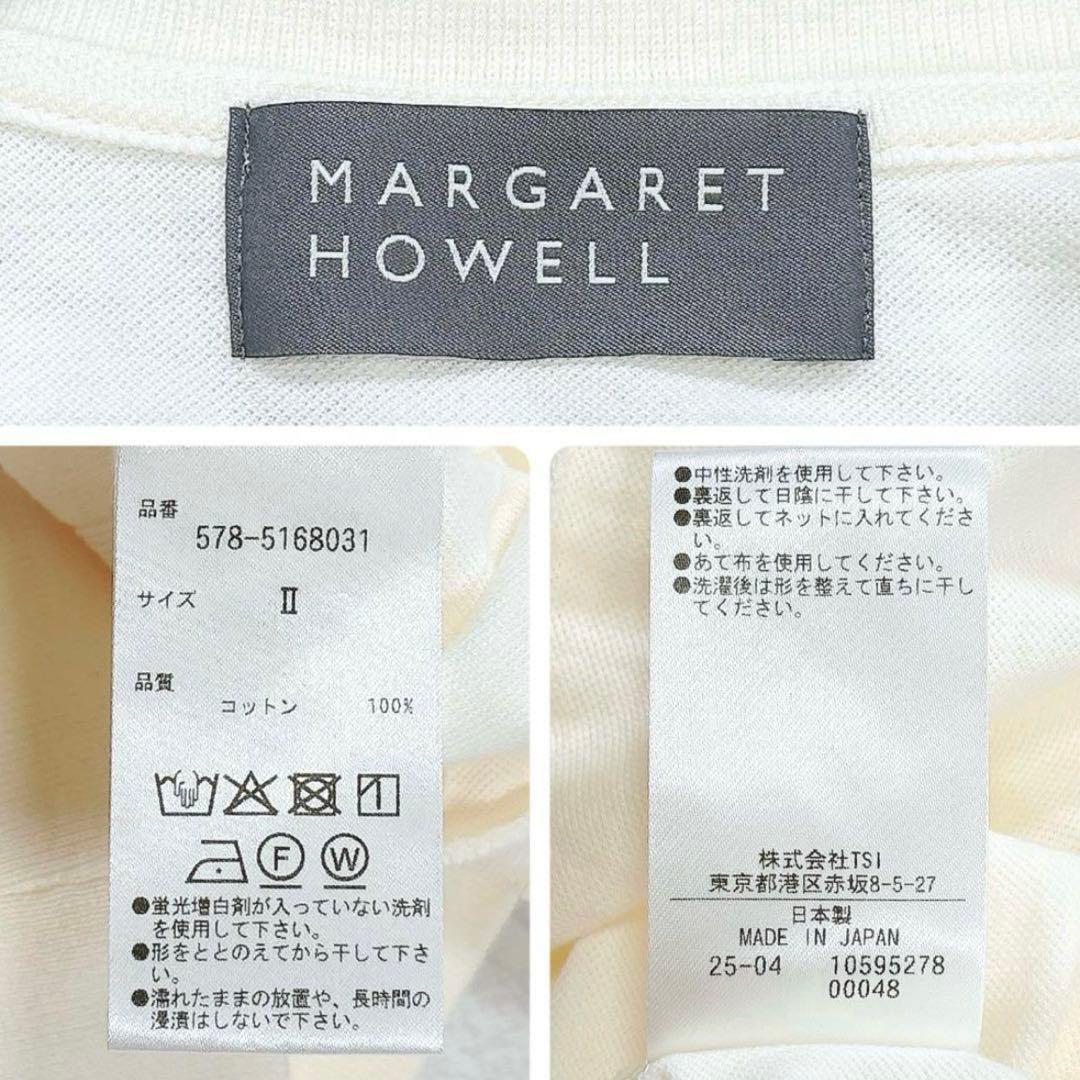 MARGARET
HOWELL
品番
578-5168031
サイズ II
品質
コットン 100%
F W
●蛍光増白剤が入っていない洗剤
を使用して下さい。
●形をととのえてから干して下さ
い。
●濡れたままの放置や、長時間の
浸漬はしないで下さい。
●中性洗剤を使用して下さい。
●裏返して日陰に干して下さい。
●裏返してネットに入れてくださ
い。
●あて布を使用してください。
●洗濯後は形を整えて直ちに干し
てください。
株式会社TSI
東京都港区赤坂8-5-27
日本製
MADE IN JAPAN
25-04 10595278
00048